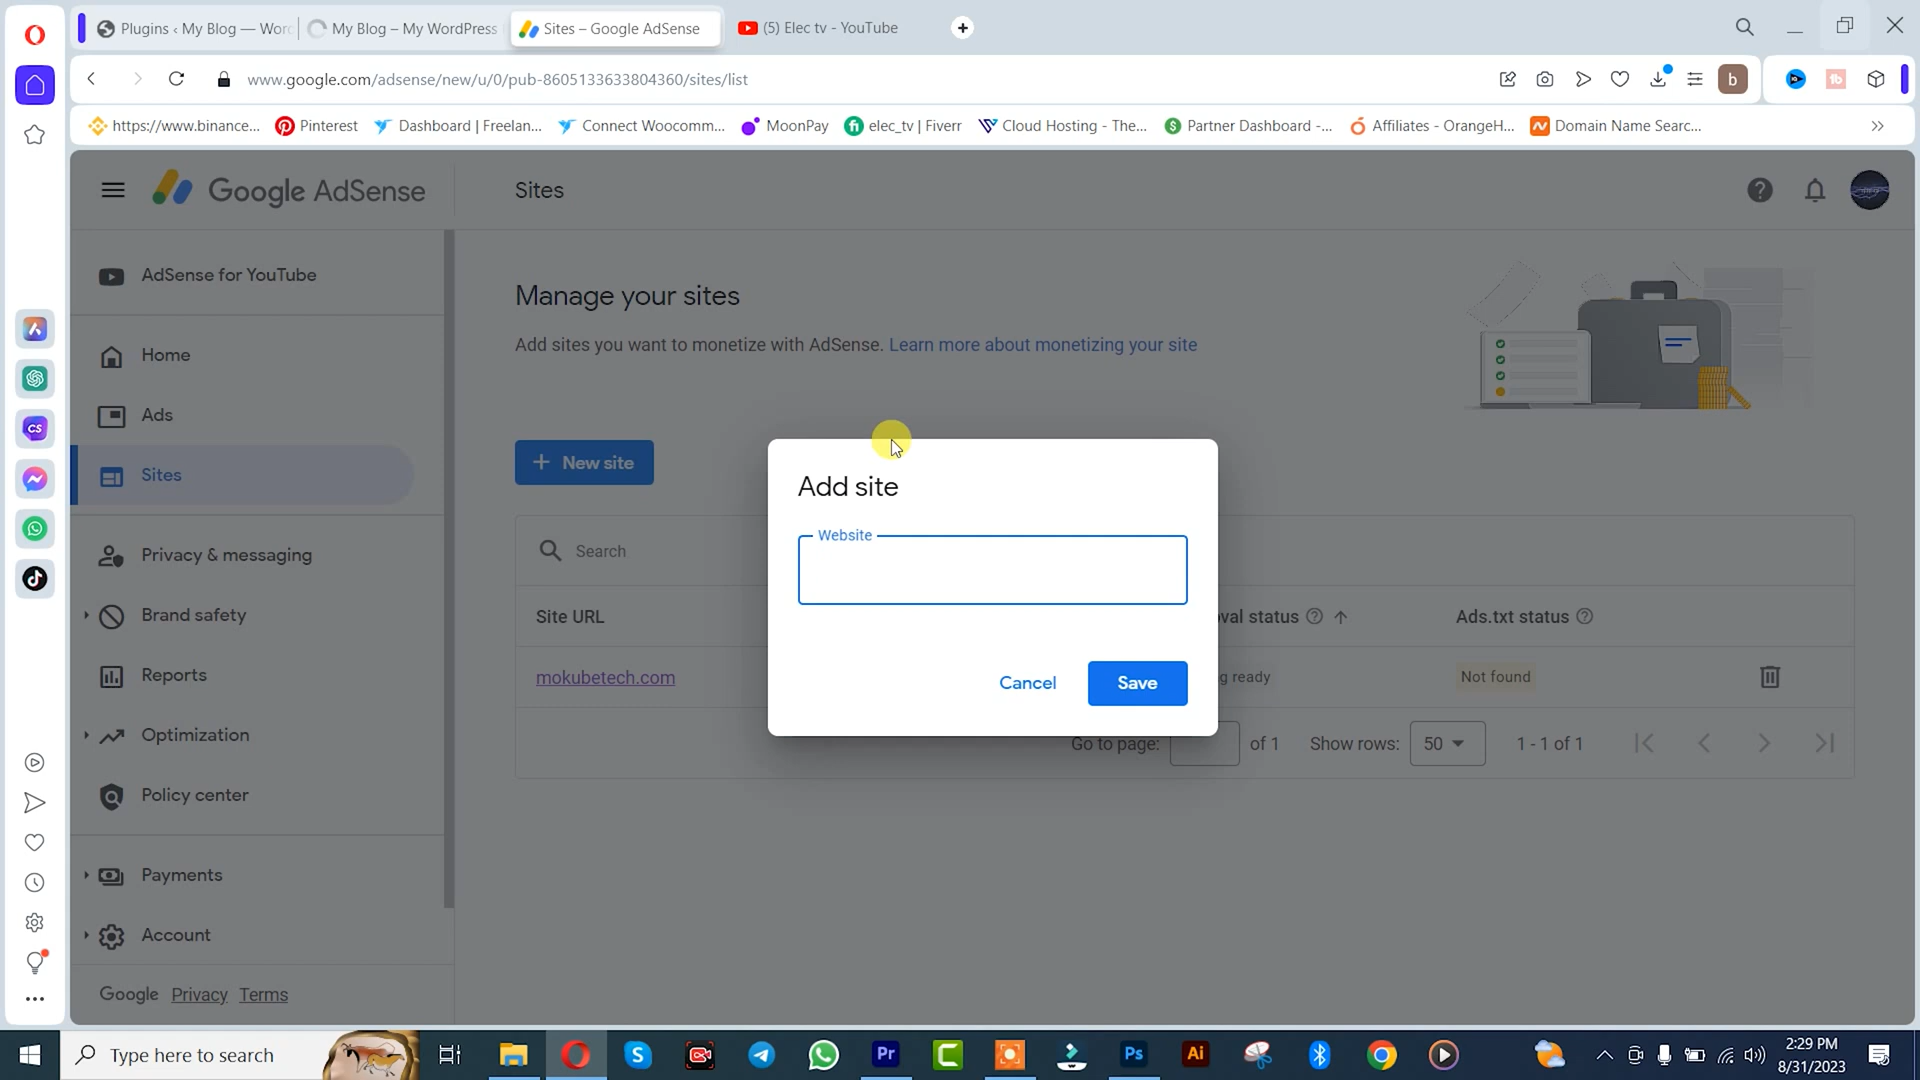 Plugins ‹ My Blog — Word
My Blog – My WordPress
Sites – Google AdSense
(5) Elec tv - YouTube
www.google.com/adsense/new/u/0/pub-8605133633804360/sites/list
b
https://www.binance...
Pinterest
Dashboard | Freelan...
Connect Woocomm...
MoonPay
elec_tv | Fiverr
Cloud Hosting - The...
Partner Dashboard -...
Affiliates - OrangeH...
Domain Name Searc...
Google AdSense
Sites
AdSense for YouTube
Home
Ads
Sites
Privacy & messaging
Brand safety
Reports
Optimization
Policy center
Payments
Account
Google Privacy Terms
Manage your sites
Add sites you want to monetize with AdSense. Learn more about monetizing your site
+ New site
Search
Site URL
val status
Ads.txt status
mokubetech.com
g ready
Not found
Go to page:
of 1
Show rows:
50
1 - 1 of 1
Add site
Website
Cancel
Save
Type here to search
2:29 PM
8/31/2023